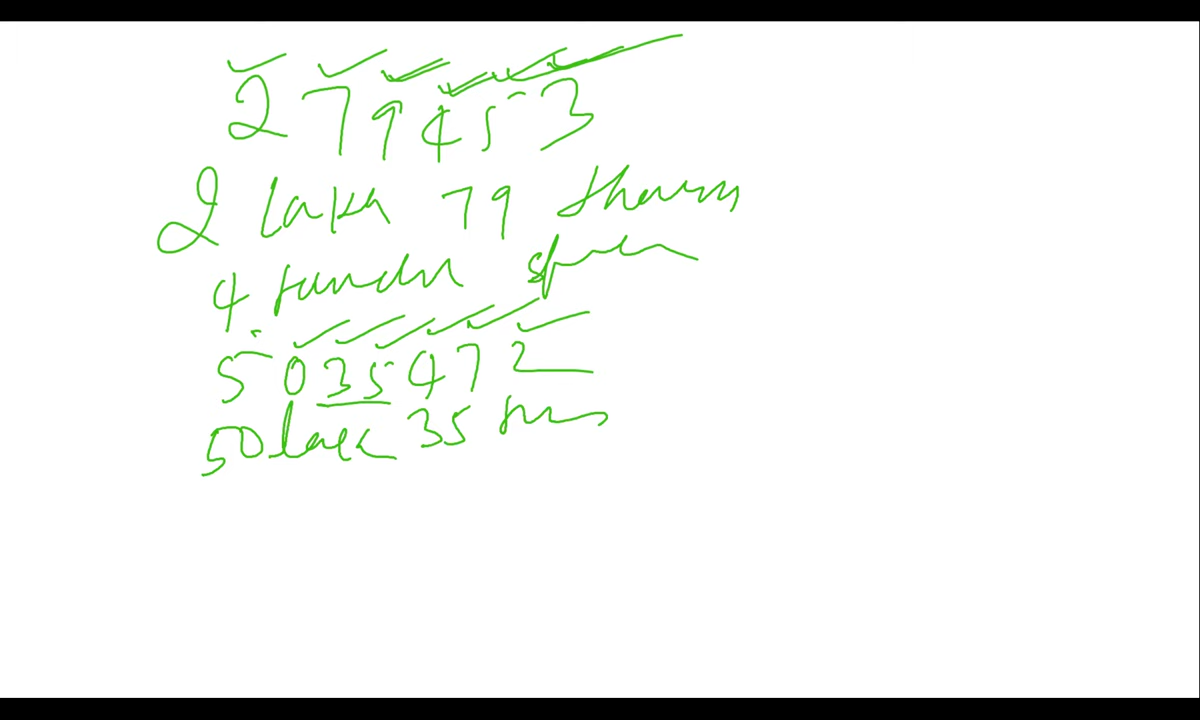 279453
2 lakh 79 thousand
4 hundred
5035472
50 lakh 35